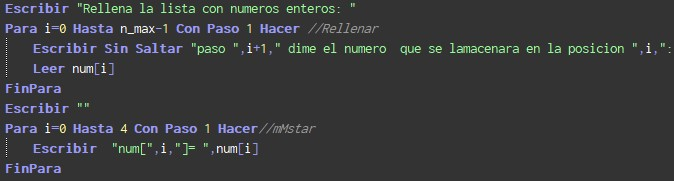 Escribir "Rellena la lista con numeros enteros: "
Para i=0 Hasta n_max-1 Con Paso 1 Hacer //Rellenar
Escribir Sin Saltar "paso ",i+1," dime el numero  que se lamacenara en la posicion ",i,":
Leer num[i]
FinPara
Escribir ""
Para i=0 Hasta 4 Con Paso 1 Hacer//mMstar
Escribir  "num[",i,"]= ",num[i]
FinPara